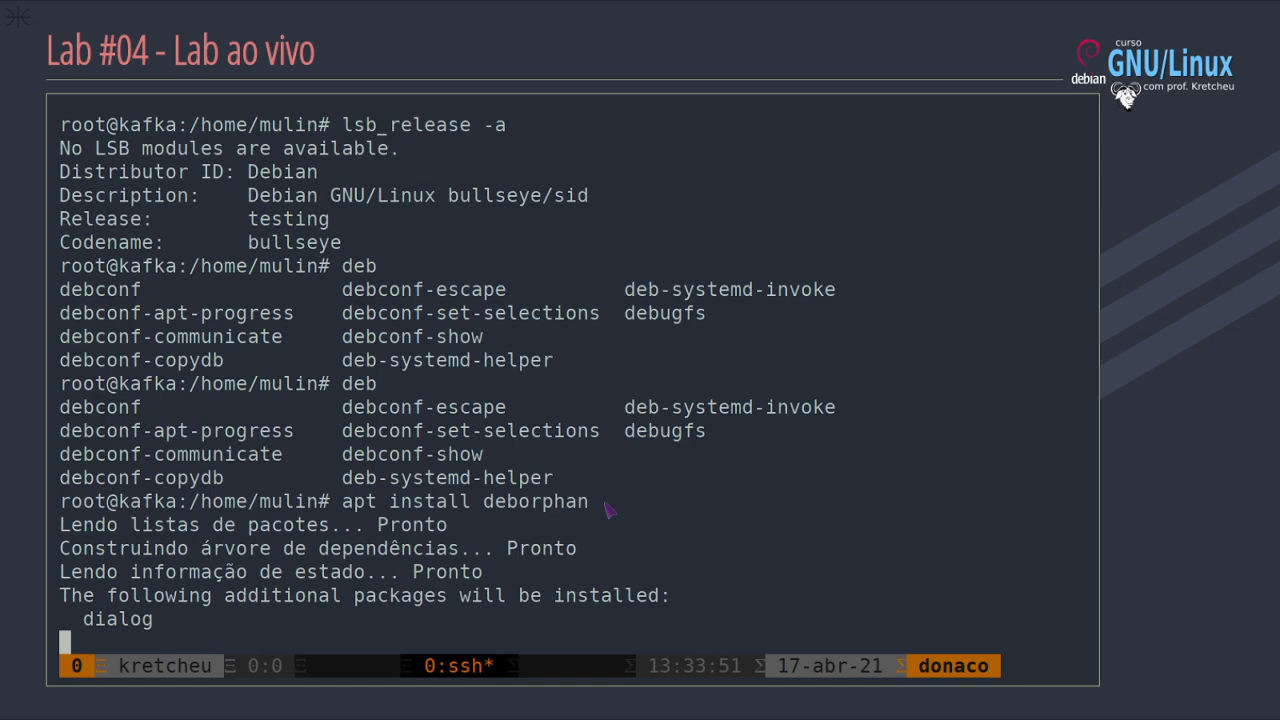 Lab #04 - Lab ao vivo
curso
GNU/Linux
debian
com prof. Kretcheu
root@kafka:/home/mulin# lsb_release -a
No LSB modules are available.
Distributor ID: Debian
Description:    Debian GNU/Linux bullseye/sid
Release:        testing
Codename:       bullseye
root@kafka:/home/mulin# deb
debconf                 debconf-escape          deb-systemd-invoke
debconf-apt-progress    debconf-set-selections  debugfs
debconf-communicate     debconf-show
debconf-copydb          deb-systemd-helper
root@kafka:/home/mulin# deb
debconf                 debconf-escape          deb-systemd-invoke
debconf-apt-progress    debconf-set-selections  debugfs
debconf-communicate     debconf-show
debconf-copydb          deb-systemd-helper
root@kafka:/home/mulin# apt install deborphan
Lendo listas de pacotes... Pronto
Construindo árvore de dependências... Pronto
Lendo informação de estado... Pronto
The following additional packages will be installed:
  dialog
0 Ξ kretcheu Ξ 0:0 Ξ 0:ssh* Σ Σ 13:33:51 Σ 17-abr-21 Σ donaco